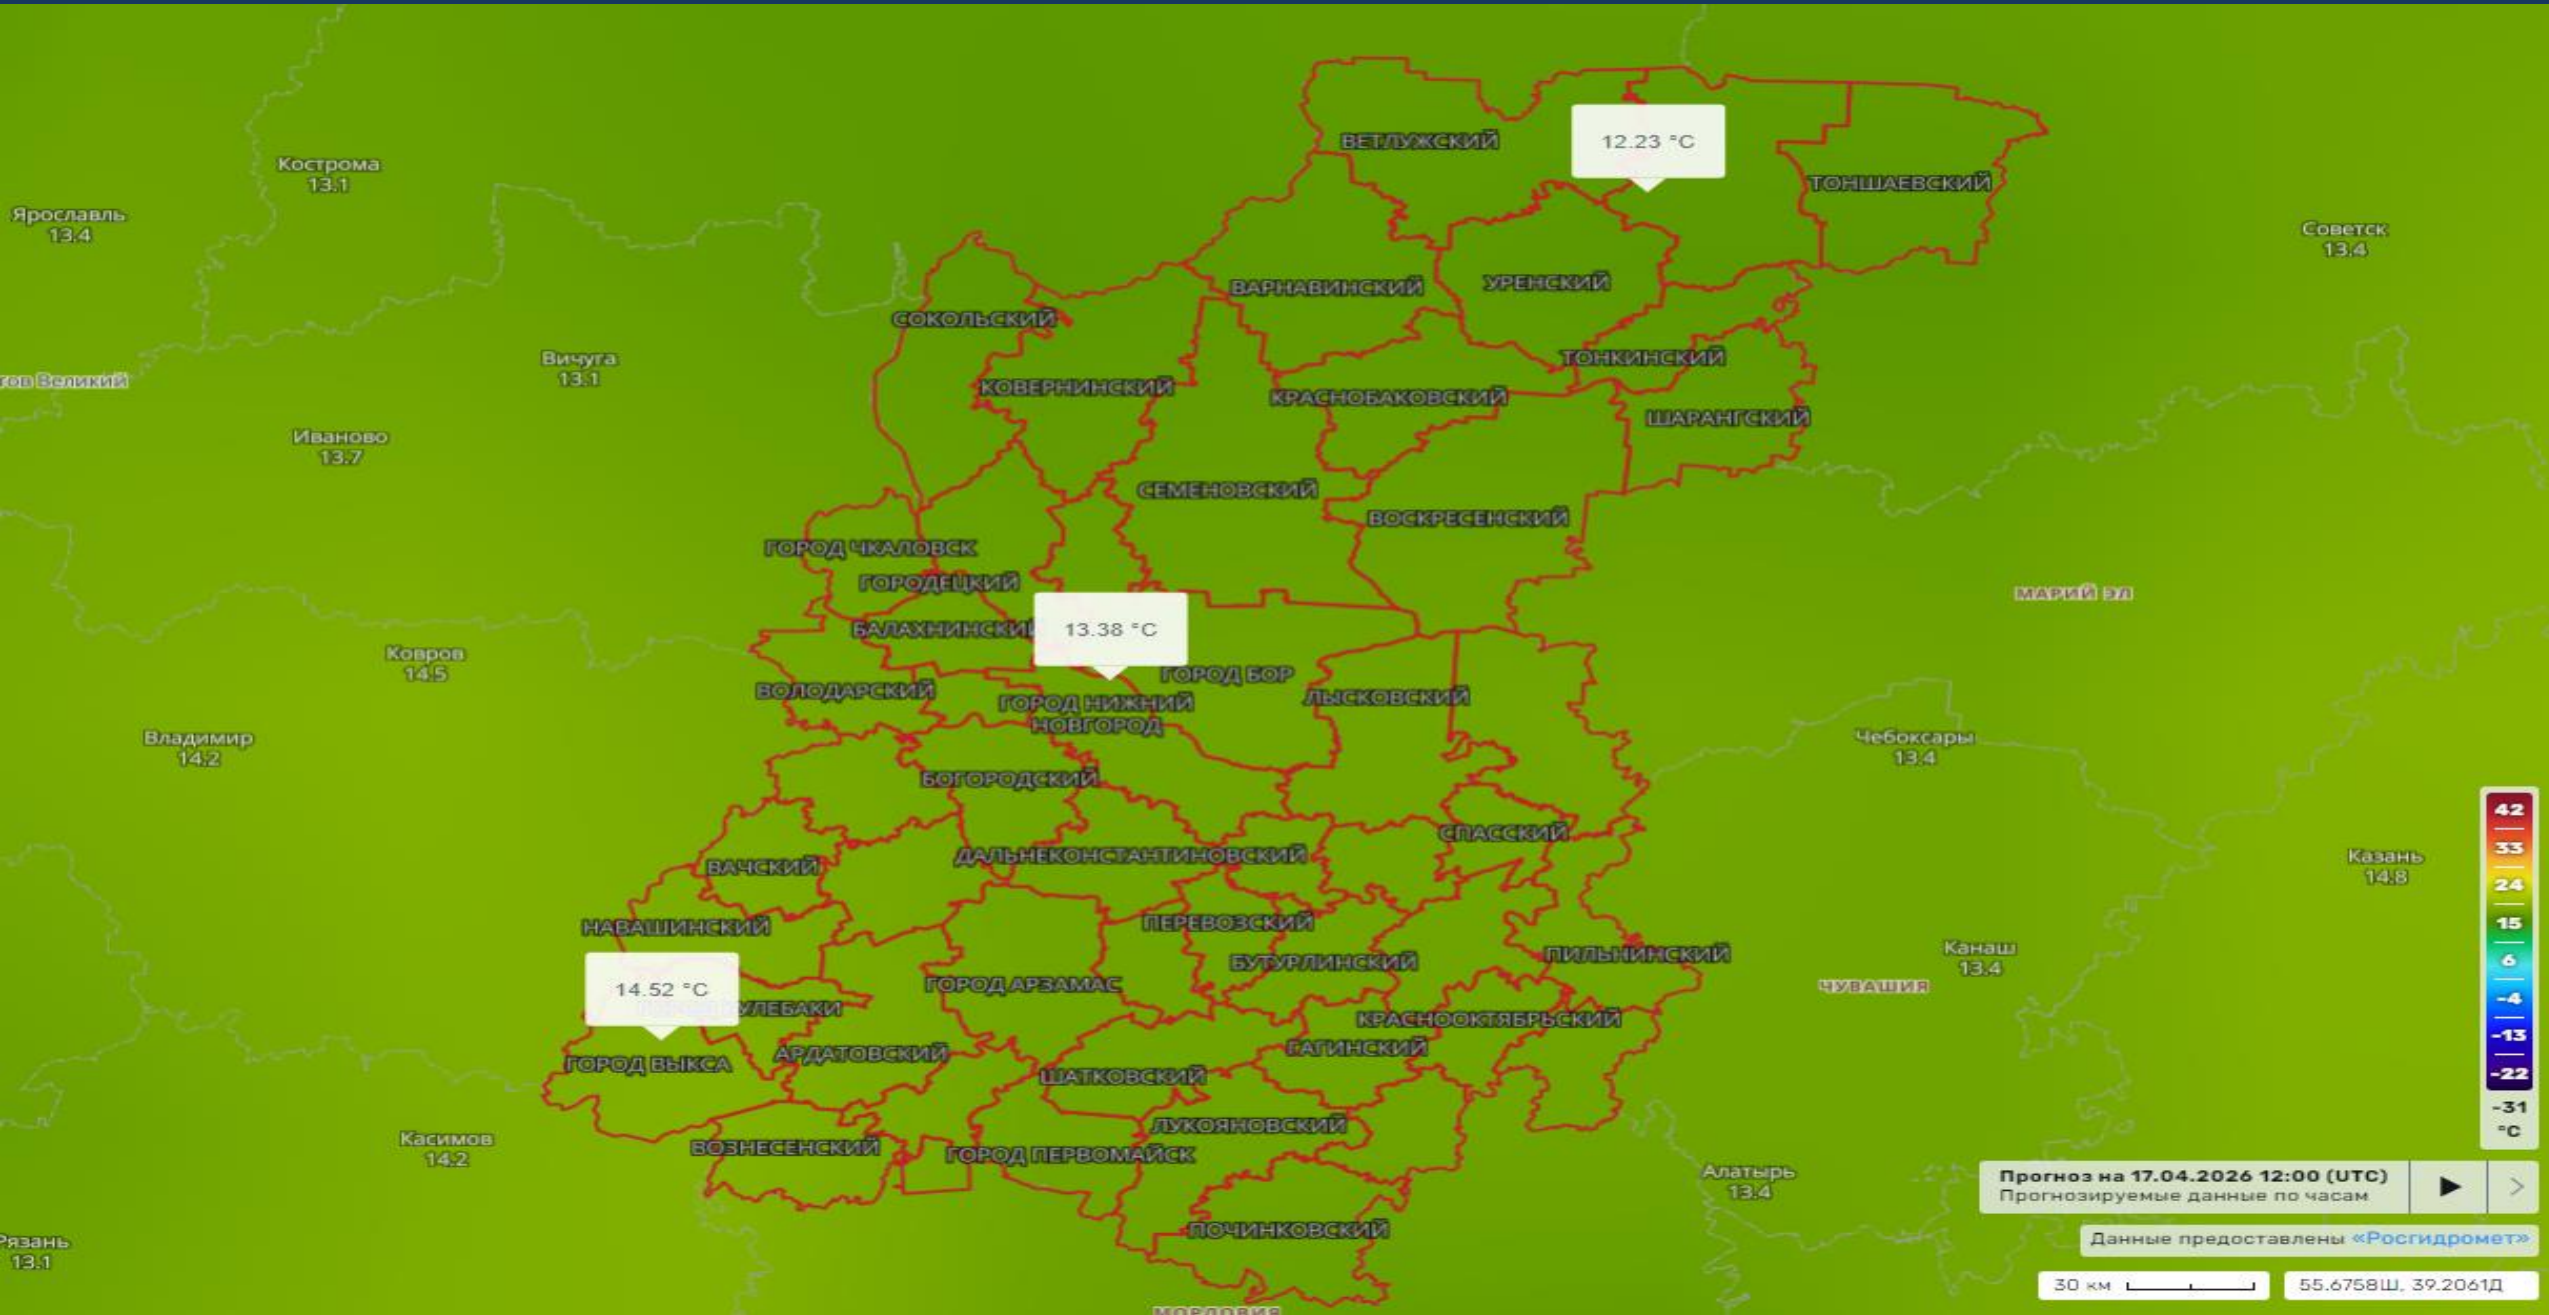 ВЕТЛУЖСКИЙ
12.23 °C
ТОНШАЕВСКИЙ
Кострома
13.1
Ярославль
13.4
Советск
13.4
ВАРНАВИНСКИЙ
УРЕНСКИЙ
СОКОЛЬСКИЙ
Вичуга
13.1
ТОНКИНСКИЙ
тов Великий
КОВЕРНИНСКИЙ
КРАСНОБАКОВСКИЙ
ШАРАНГСКИЙ
Иваново
13.7
СЕМЕНОВСКИЙ
ВОСКРЕСЕНСКИЙ
ГОРОД ЧКАЛОВСК
ГОРОДЕЦКИЙ
МАРИЙ ЭЛ
БАЛАХНИНСКИЙ
13.38 °C
Ковров
14.5
ГОРОД БОР
ВОЛОДАРСКИЙ
ЛЫСКОВСКИЙ
ГОРОД НИЖНИЙ
НОВГОРОД
Владимир
14.2
Чебоксары
13.4
БОГОРОДСКИЙ
СПАССКИЙ
ДАЛЬНЕКОНСТАНТИНОВСКИЙ
ВАЧСКИЙ
Казань
14.8
НАВАШИНСКИЙ
ПЕРЕВОЗСКИЙ
Канаш
13.4
ПИЛЬНИНСКИЙ
БУТУРЛИНСКИЙ
14.52 °C
ГОРОД АРЗАМАС
ЧУВАШИЯ
УЛЕБАКИ
КРАСНООКТЯБРЬСКИЙ
ГАГИНСКИЙ
АРДАТОВСКИЙ
ГОРОД ВЫКСА
ШАТКОВСКИЙ
ЛУКОЯНОВСКИЙ
Касимов
14.2
ВОЗНЕСЕНСКИЙ
ГОРОД ПЕРВОМАЙСК
Алатырь
13.4
ПОЧИНКОВСКИЙ
Рязань
13.1
МОРДОВИЯ
42
33
24
15
6
-4
-13
-22
-31
°C
Прогноз на 17.04.2026 12:00 (UTC)
Прогнозируемые данные по часам
Данные предоставлены «Росгидромет»
30 км
55.6758Ш, 39.2061Д